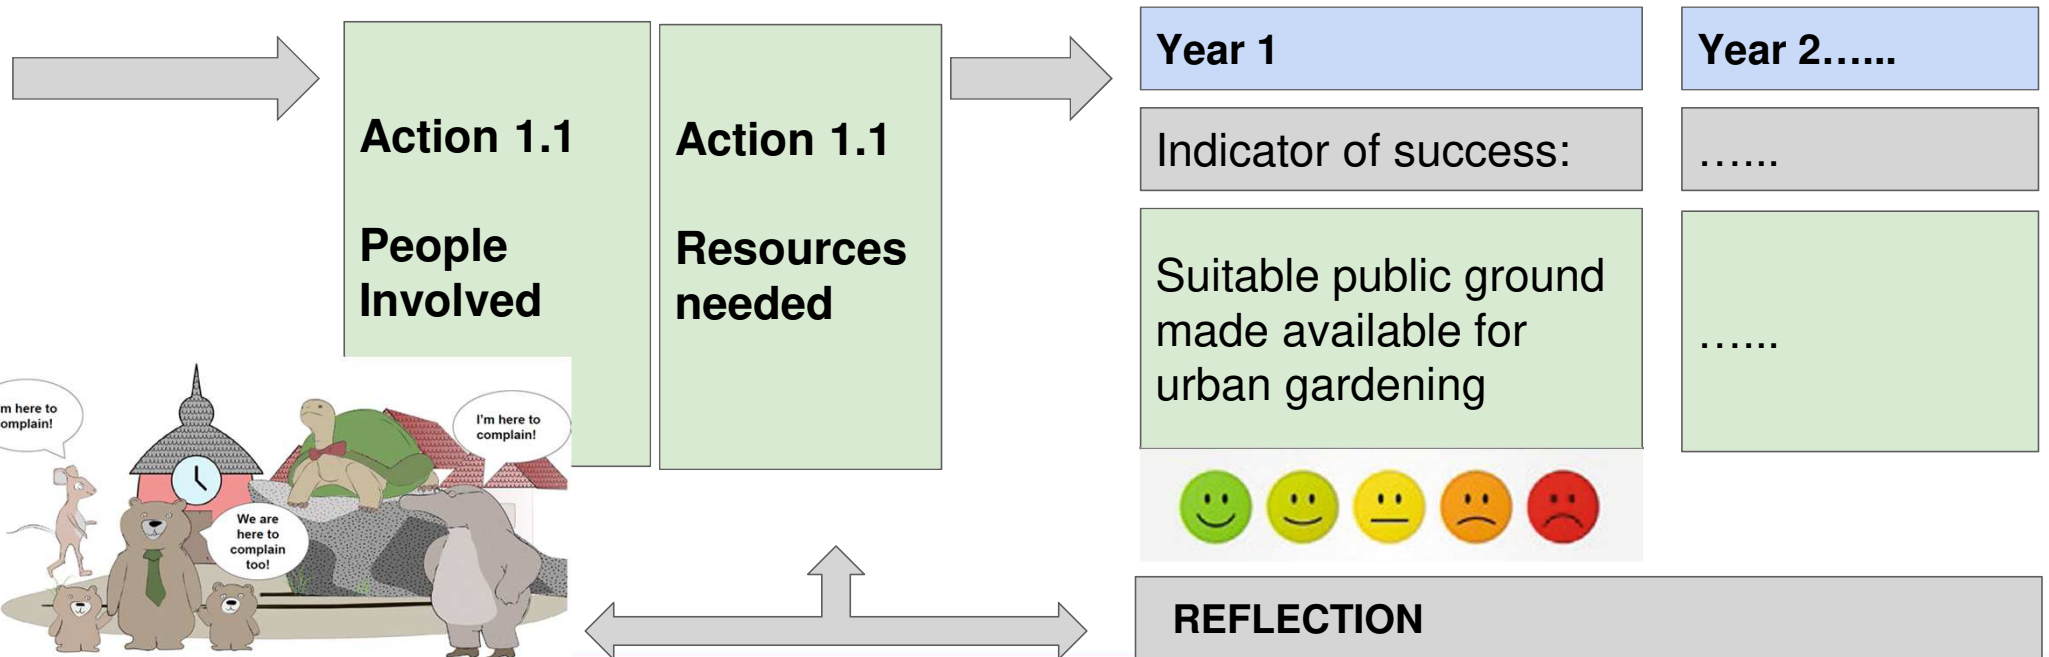 Action 1.1
People
Involved
Action 1.1
Resources
needed
Year 1
Year 2…...
Indicator of success:
…...
Suitable public ground
made available for
urban gardening
…...
m here to
omplain!
I'm here to
complain!
We are
here to
complain
too!
REFLECTION